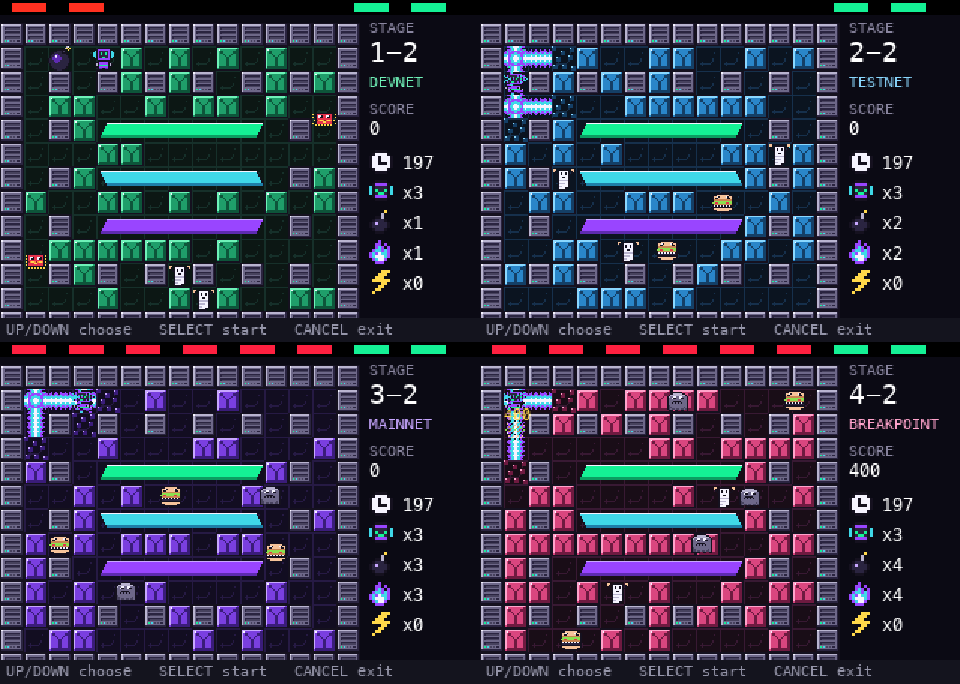 STAGE
1–2
DEVNET
SCORE
0
197
x3
x1
x1
x0
UP/DOWN choose SELECT start CANCEL exit
STAGE
2–2
TESTNET
SCORE
0
197
x3
x2
x2
x0
UP/DOWN choose SELECT start CANCEL exit
STAGE
3–2
MAINNET
SCORE
0
197
x3
x3
x3
x0
UP/DOWN choose SELECT start CANCEL exit
STAGE
4–2
BREAKPOINT
SCORE
400
197
x3
x4
x4
x0
UP/DOWN choose SELECT start CANCEL exit